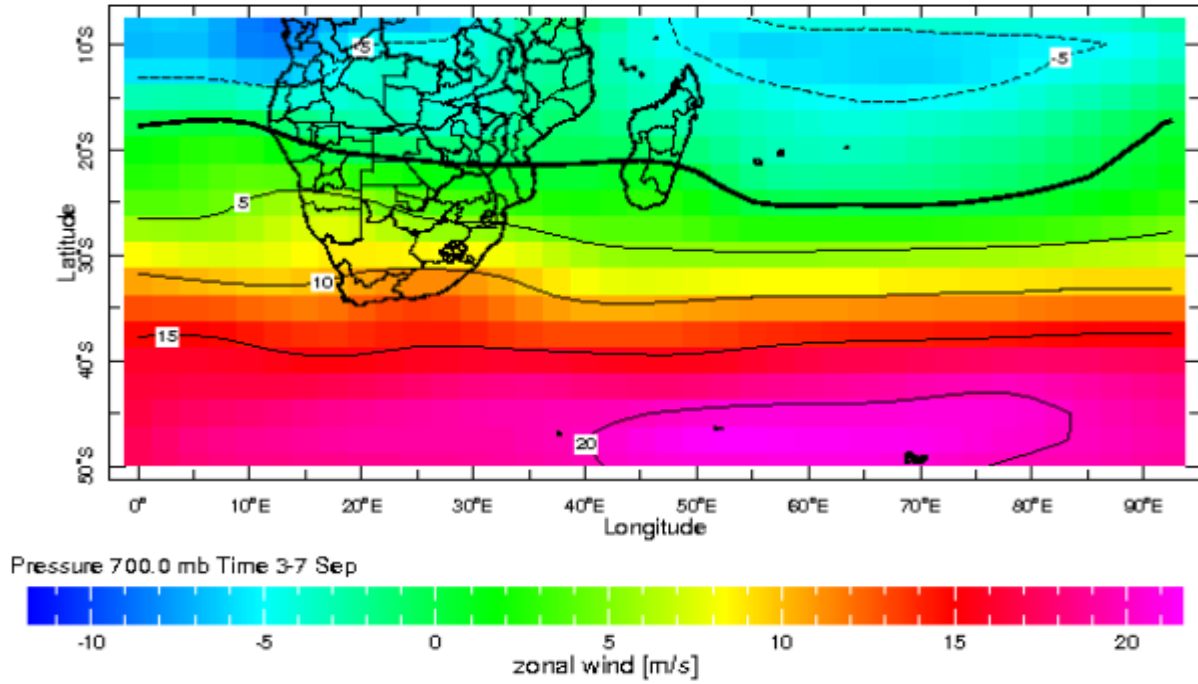 10°S
20°S
30°S
40°S
50°S
Latitude
-5
-5
5
10
15
20
0° 10°E 20°E 30°E 40°E 50°E 60°E 70°E 80°E 90°E
Longitude
Pressure 700.0 mb Time 3-7 Sep
-10 -5 0 5 10 15 20
zonal wind [m/s]